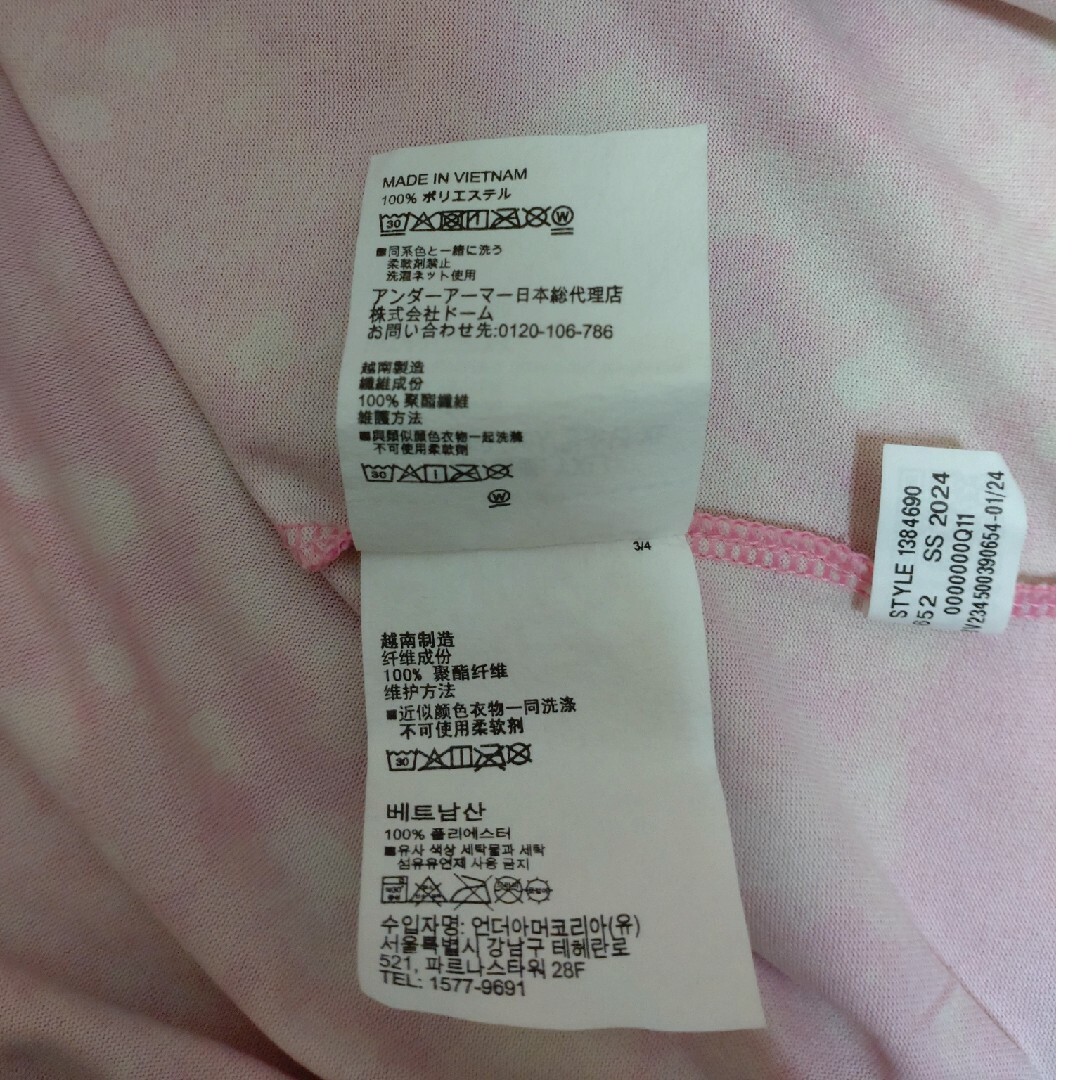 MADE IN VIETNAM
100% ポリエステル
30 W
■同系色と一緒に洗う
柔軟剤禁止
洗濯ネット使用
アンダーアーマー日本総代理店
株式会社ドーム
お問い合わせ先:0120-106-786
越南製造
纖維成份
100% 聚酯纖維
維護方法
■與類似顏色衣物一起洗滌
不可使用柔軟劑
30
W
3/4
越南制造
纤维成份
100% 聚酯纤维
维护方法
■近似颜色衣物一同洗涤
不可使用柔软剂
30
베트남산
100% 폴리에스터
■유사 색상 세탁물과 세탁
섬유유연제 사용 금지
수입자명: 언더아머코리아(유)
서울특별시 강남구 테헤란로
521, 파르나스타워 28F
TEL: 1577-9691
STYLE 1384690
652 SS 2024
0000000Q11
V234500390654-01/24